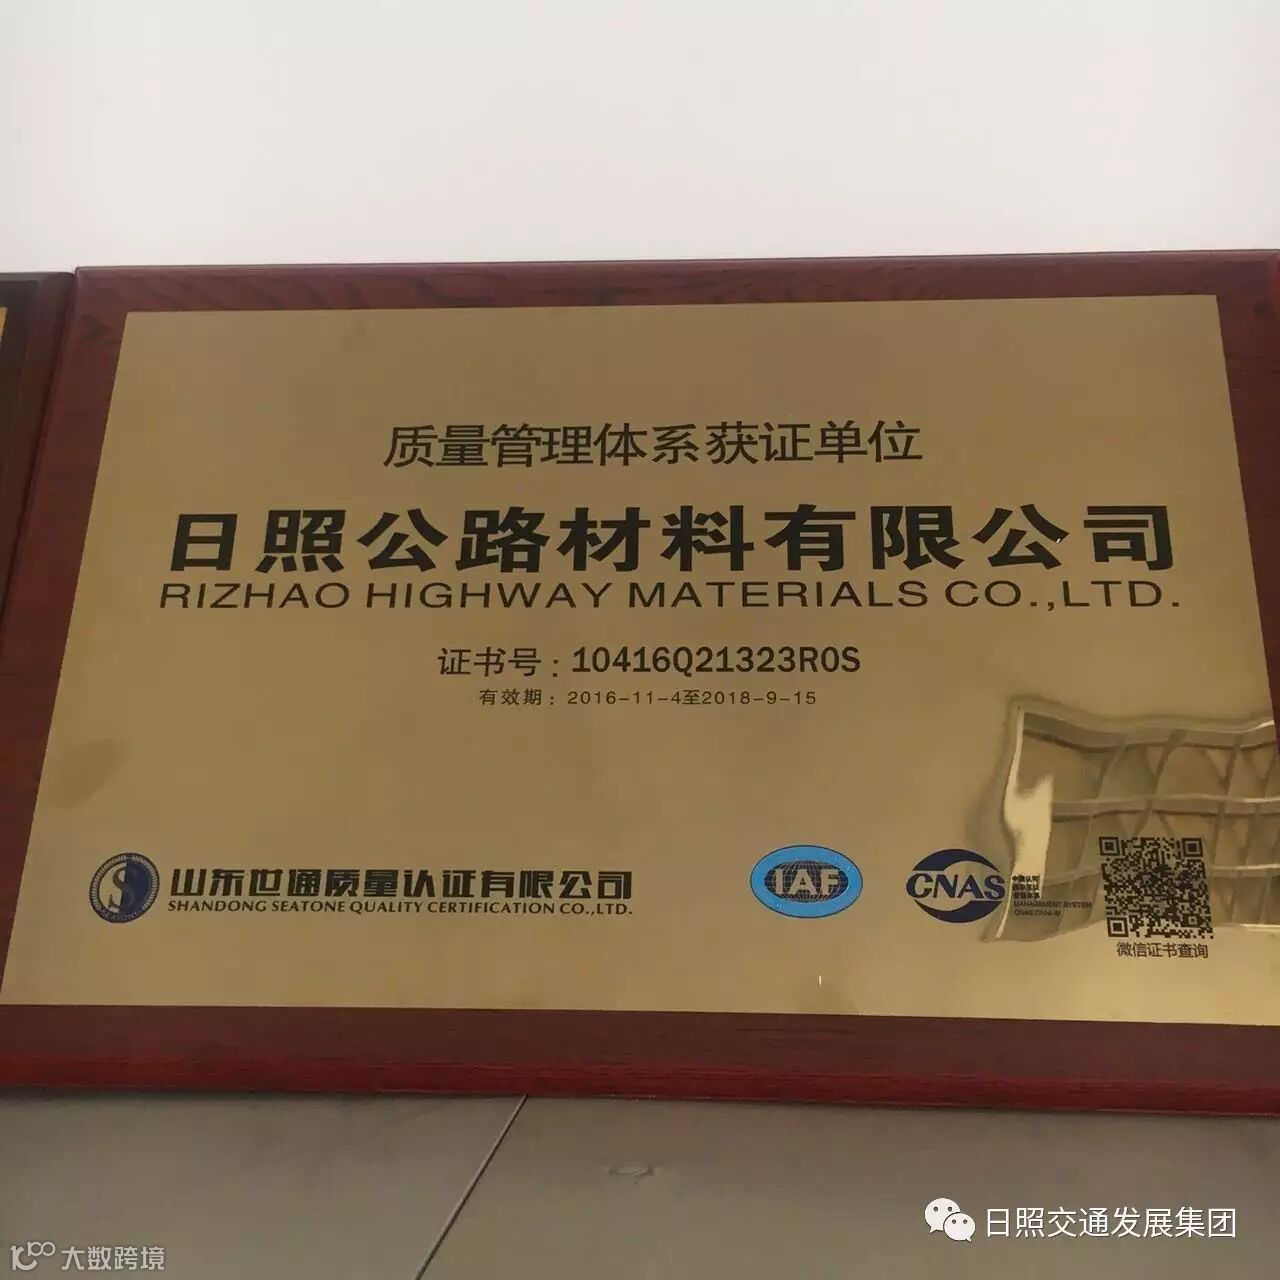 质量管理体系获证单位
日照公路材料有限公司
RIZHAO HIGHWAY MATERIALS CO.,LTD.
证书号：10416Q21323R0S
有效期：2016-11-4至2018-9-15
S
SEATONE
山东世通质量认证有限公司
SHANDONG SEATONE QUALITY CERTIFICATION CO.,LTD.
IAF
CNAS
MANAGEMENT SYSTEM
微信证书查询
日照交通发展集团
大数跨境